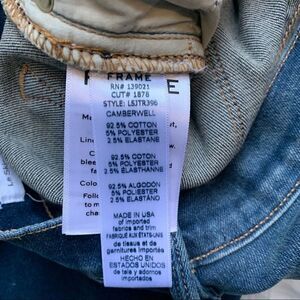 FRAME
RN# 139021
CUT# 1878
STYLE: LSJTR396
CAMBERWELL
92.5% COTTON
5% POLYESTER
2.5% ELASTANE
92.5% COTON
5% POLYESTER
2.5% ÉLASTHANNE
92.5% ALGODÓN
5% POLIÉSTER
2.5% ELASTANO
MADE IN USA
of imported
fabrics and trim
FABRIQUÉ AUX ÉTATS-UNIS
de tissus et de
garnitures importés
HECHO EN
ESTADOS UNIDOS
de tela y adornos
importados